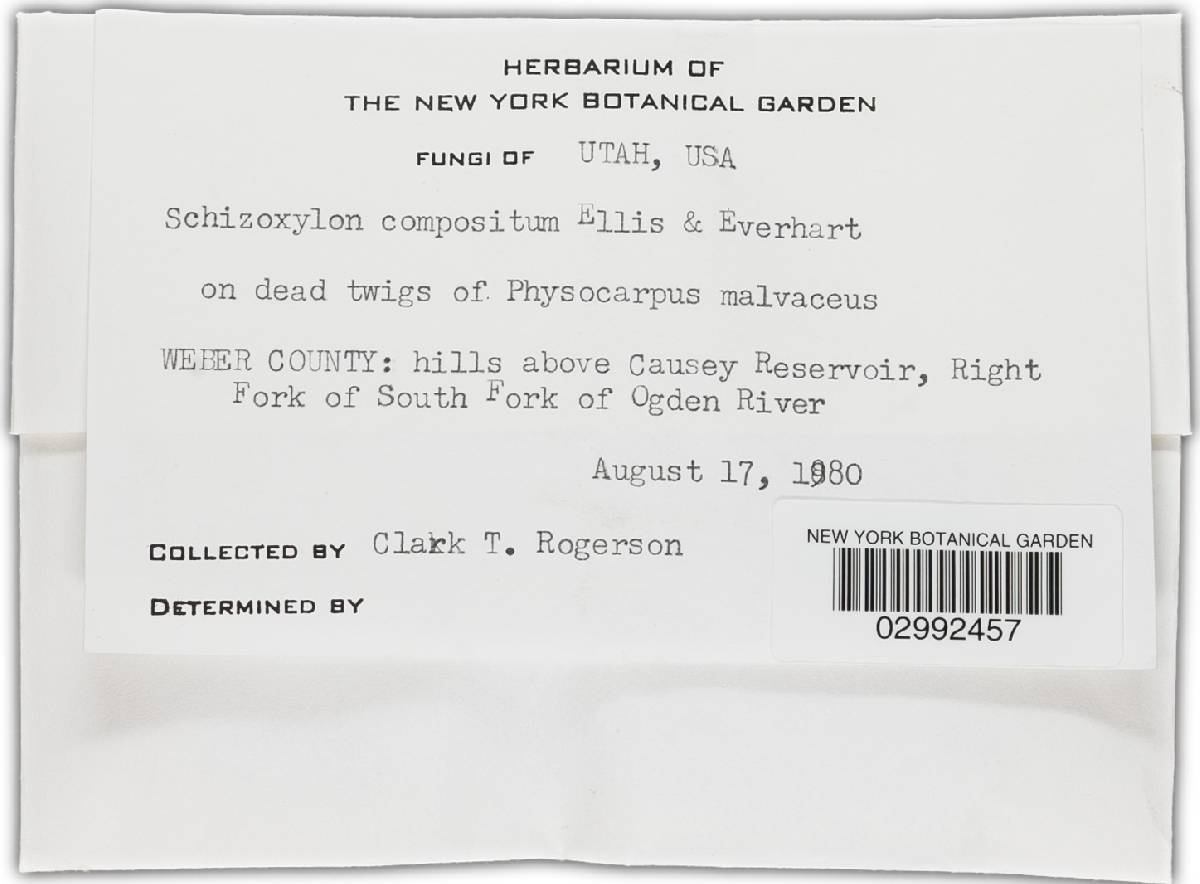 HERBARIUM OF
THE NEW YORK BOTANICAL GARDEN
FUNGI OF UTAH, USA
Schizoxylon compositum Ellis & Everhart
on dead twigs of Physocarpus malvaceus
WEBER COUNTY: hills above Causey Reservoir, Right
Fork of South Fork of Ogden River
August 17, 1980
COLLECTED BY Clark T. Rogerson
DETERMINED BY
NEW YORK BOTANICAL GARDEN
02992457